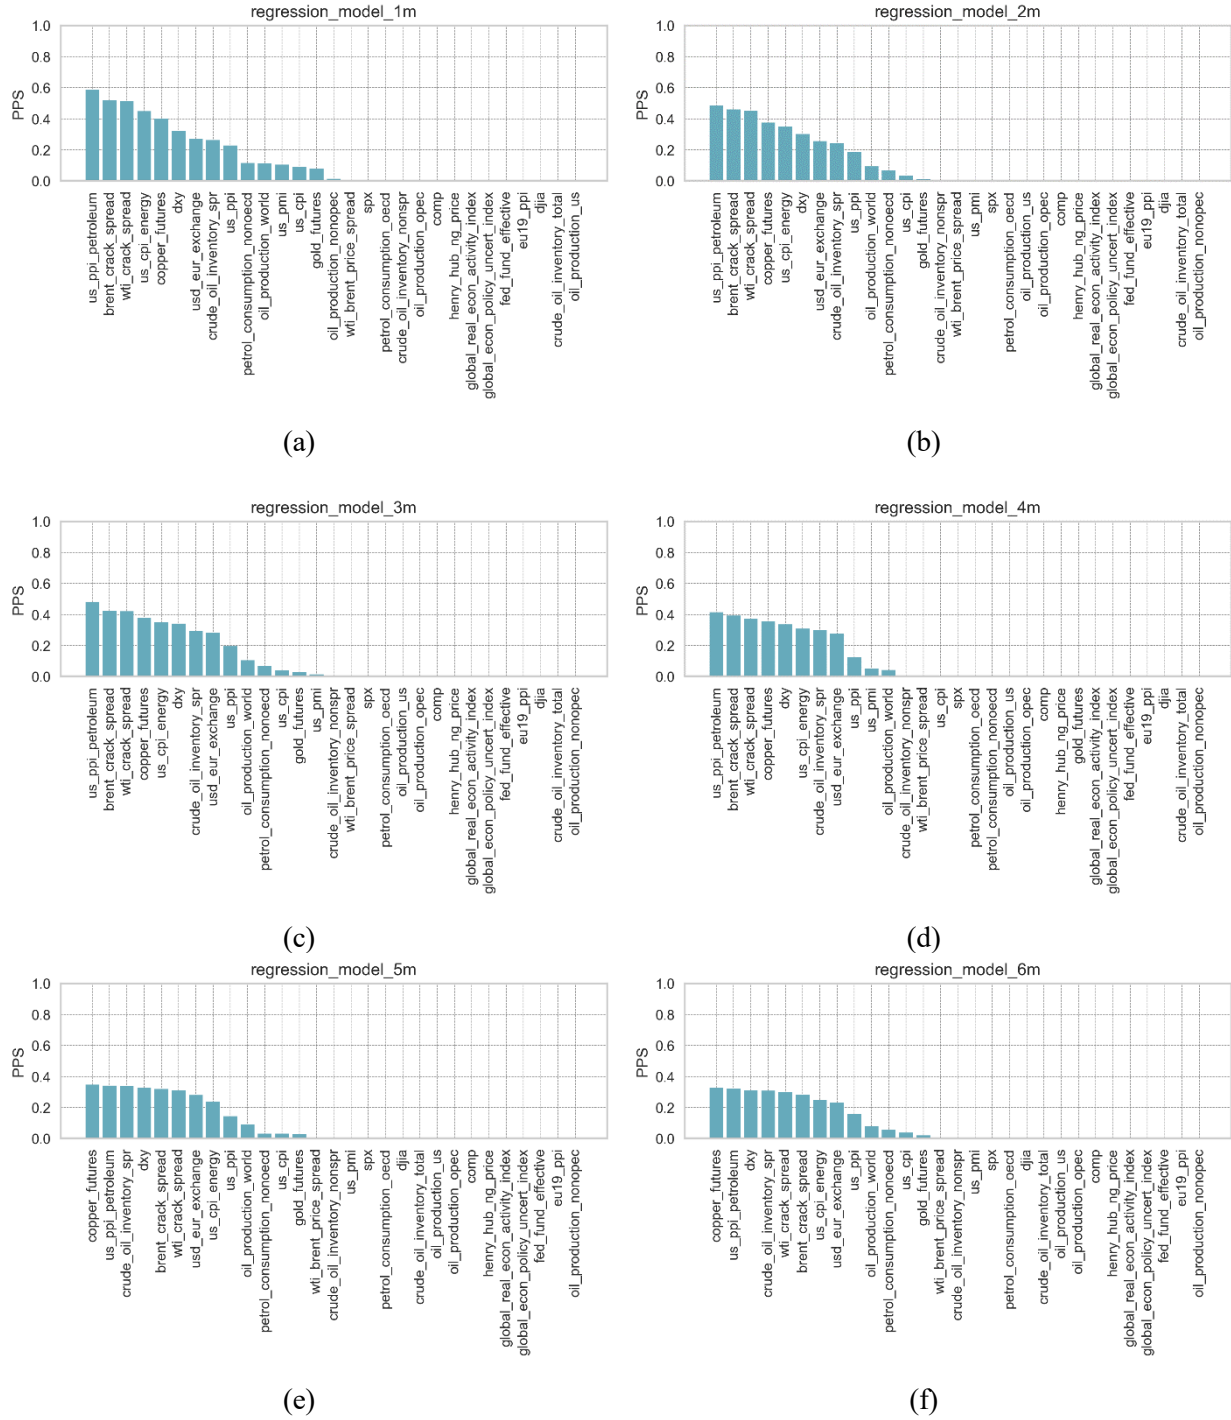 regression_model_1m
PPS
1.0
0.8
0.6
0.4
0.2
0.0
us_ppi_petroleum
brent_crack_spread
wti_crack_spread
us_cpi_energy
copper_futures
dxy
usd_eur_exchange
crude_oil_inventory_spr
us_ppi
petrol_consumption_nonoecd
oil_production_world
us_pmi
us_cpi
gold_futures
oil_production_nonopec
wti_brent_price_spread
spx
petrol_consumption_oecd
crude_oil_inventory_nonspr
oil_production_opec
comp
henry_hub_ng_price
global_real_econ_activity_index
global_econ_policy_uncert_index
fed_fund_effective
eu19_ppi
djia
crude_oil_inventory_total
oil_production_us
(a)
regression_model_2m
PPS
1.0
0.8
0.6
0.4
0.2
0.0
us_ppi_petroleum
brent_crack_spread
wti_crack_spread
copper_futures
us_cpi_energy
dxy
usd_eur_exchange
crude_oil_inventory_spr
us_ppi
oil_production_world
petrol_consumption_nonoecd
us_cpi
gold_futures
crude_oil_inventory_nonspr
wti_brent_price_spread
us_pmi
spx
petrol_consumption_oecd
oil_production_us
oil_production_opec
comp
henry_hub_ng_price
global_real_econ_activity_index
global_econ_policy_uncert_index
fed_fund_effective
eu19_ppi
djia
crude_oil_inventory_total
oil_production_nonopec
(b)
regression_model_3m
PPS
1.0
0.8
0.6
0.4
0.2
0.0
us_ppi_petroleum
brent_crack_spread
wti_crack_spread
copper_futures
us_cpi_energy
dxy
crude_oil_inventory_spr
usd_eur_exchange
us_ppi
oil_production_world
petrol_consumption_nonoecd
us_cpi
gold_futures
us_pmi
crude_oil_inventory_nonspr
wti_brent_price_spread
spx
petrol_consumption_oecd
oil_production_us
oil_production_opec
comp
henry_hub_ng_price
global_real_econ_activity_index
global_econ_policy_uncert_index
fed_fund_effective
eu19_ppi
djia
crude_oil_inventory_total
oil_production_nonopec
(c)
regression_model_4m
PPS
1.0
0.8
0.6
0.4
0.2
0.0
us_ppi_petroleum
brent_crack_spread
wti_crack_spread
copper_futures
dxy
us_cpi_energy
crude_oil_inventory_spr
usd_eur_exchange
us_ppi
us_pmi
oil_production_world
crude_oil_inventory_nonspr
wti_brent_price_spread
us_cpi
spx
petrol_consumption_oecd
petrol_consumption_nonoecd
oil_production_us
oil_production_opec
comp
henry_hub_ng_price
gold_futures
global_real_econ_activity_index
global_econ_policy_uncert_index
fed_fund_effective
eu19_ppi
djia
crude_oil_inventory_total
oil_production_nonopec
(d)
regression_model_5m
PPS
1.0
0.8
0.6
0.4
0.2
0.0
copper_futures
us_ppi_petroleum
crude_oil_inventory_spr
dxy
brent_crack_spread
wti_crack_spread
usd_eur_exchange
us_cpi_energy
us_ppi
oil_production_world
petrol_consumption_nonoecd
us_cpi
gold_futures
wti_brent_price_spread
crude_oil_inventory_nonspr
us_pmi
spx
petrol_consumption_oecd
djia
crude_oil_inventory_total
oil_production_us
oil_production_opec
comp
henry_hub_ng_price
global_real_econ_activity_index
global_econ_policy_uncert_index
fed_fund_effective
eu19_ppi
oil_production_nonopec
(e)
regression_model_6m
PPS
1.0
0.8
0.6
0.4
0.2
0.0
copper_futures
us_ppi_petroleum
dxy
crude_oil_inventory_spr
wti_crack_spread
brent_crack_spread
us_cpi_energy
usd_eur_exchange
us_ppi
oil_production_world
petrol_consumption_nonoecd
us_cpi
gold_futures
wti_brent_price_spread
crude_oil_inventory_nonspr
us_pmi
spx
petrol_consumption_oecd
djia
crude_oil_inventory_total
oil_production_us
oil_production_opec
comp
henry_hub_ng_price
global_real_econ_activity_index
global_econ_policy_uncert_index
fed_fund_effective
eu19_ppi
oil_production_nonopec
(f)